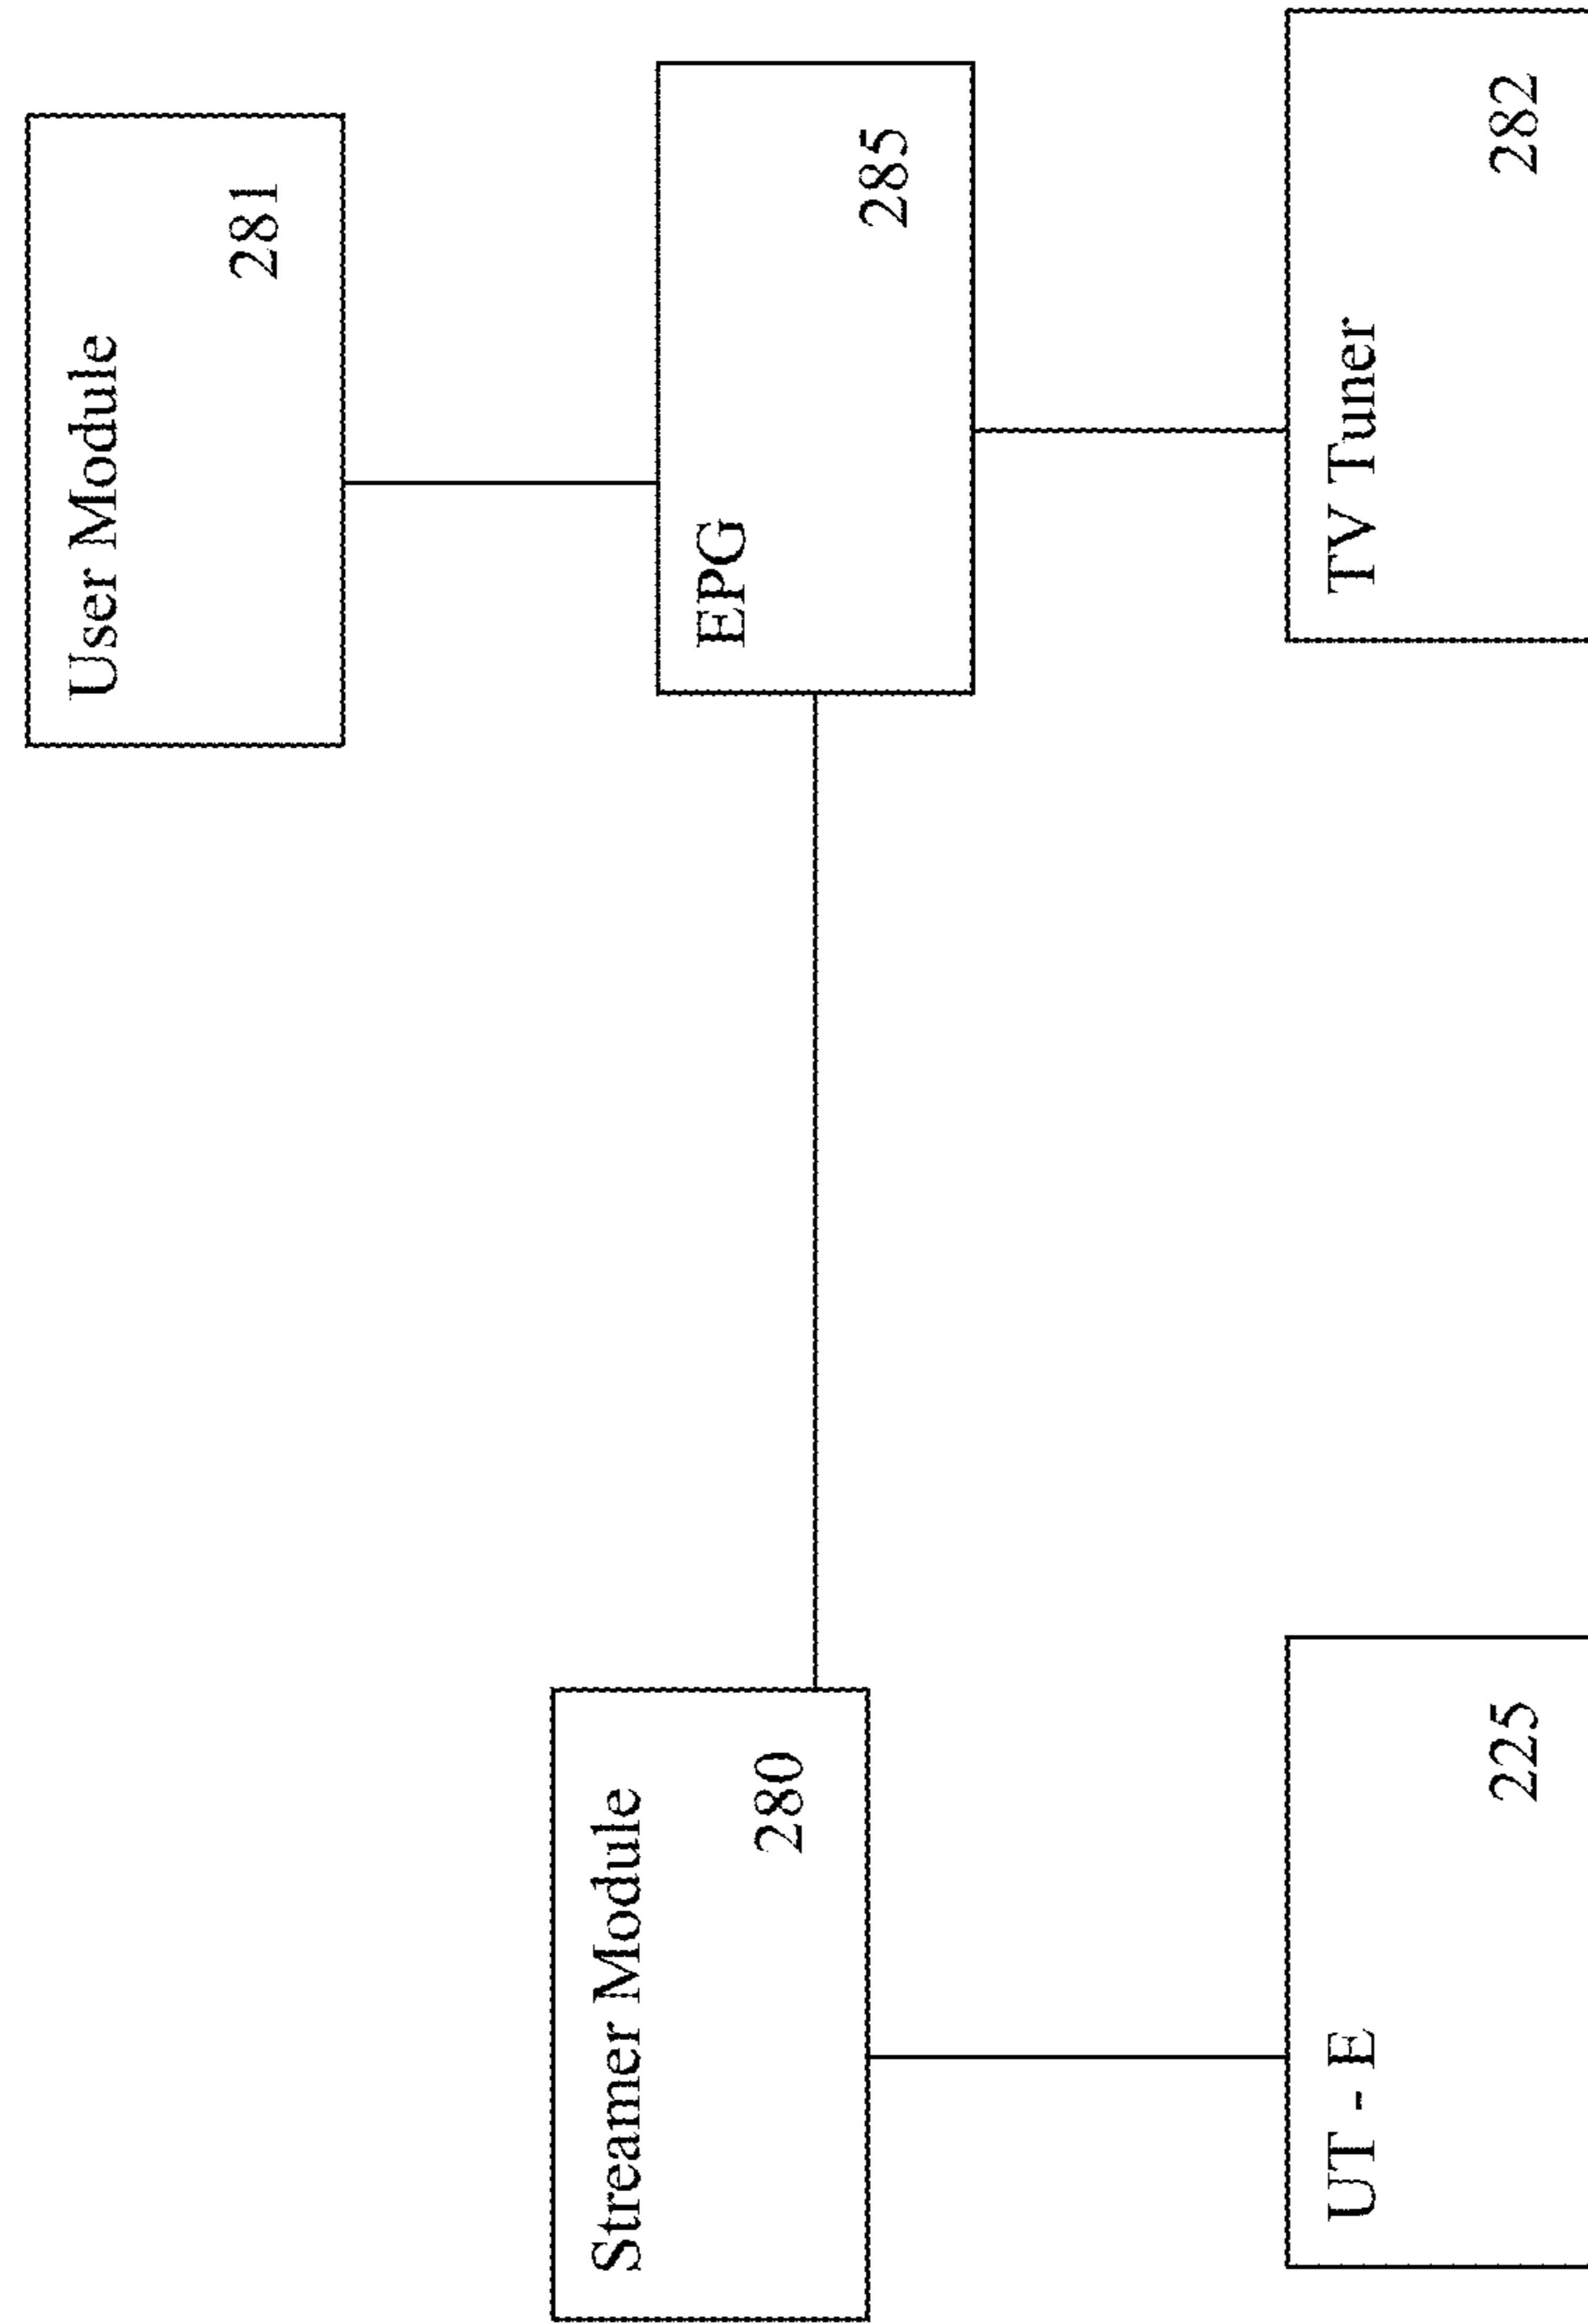 User Module
281
Streamer Module
280
EPG
285
UT - E
225
TV Tuner
282